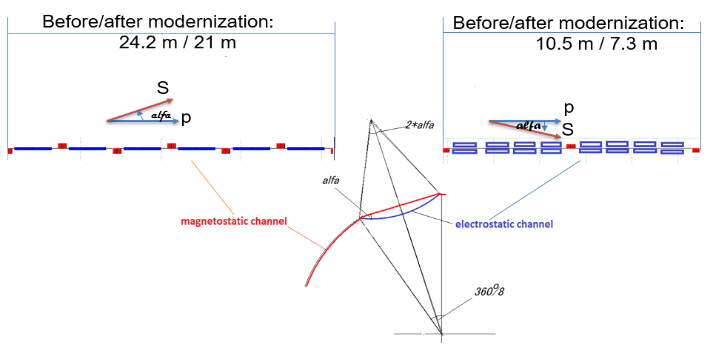 Before/after modernization:
24.2 m / 21 m
Before/after modernization:
10.5 m / 7.3 m
S
alfa
p
p
alfa
S
2*alfa
alfa
magnetostatic channel
electrostatic channel
360°/8